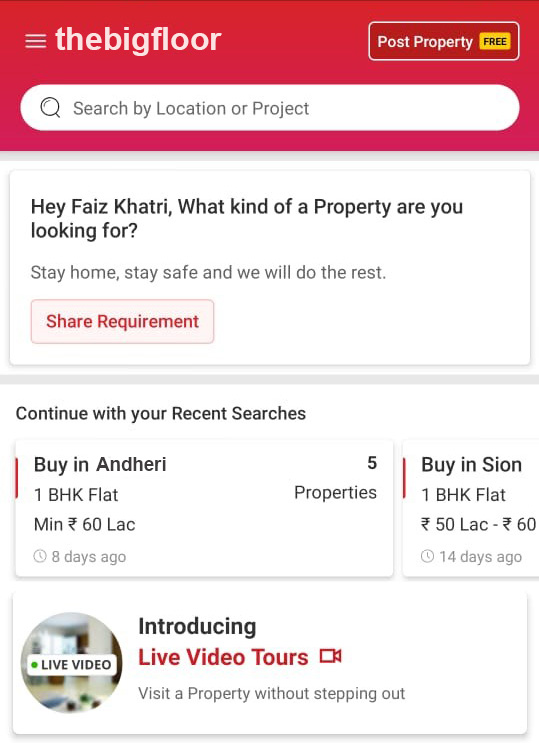 thebigfloor
Post Property FREE
Search by Location or Project
Hey Faiz Khatri, What kind of a Property are you
looking for?
Stay home, stay safe and we will do the rest.
Share Requirement
Continue with your Recent Searches
Buy in Andheri
5
Properties
1 BHK Flat
Min ₹ 60 Lac
8 days ago
Buy in Sion
1 BHK Flat
₹ 50 Lac - ₹ 60
14 days ago
LIVE VIDEO
Introducing
Live Video Tours
Visit a Property without stepping out